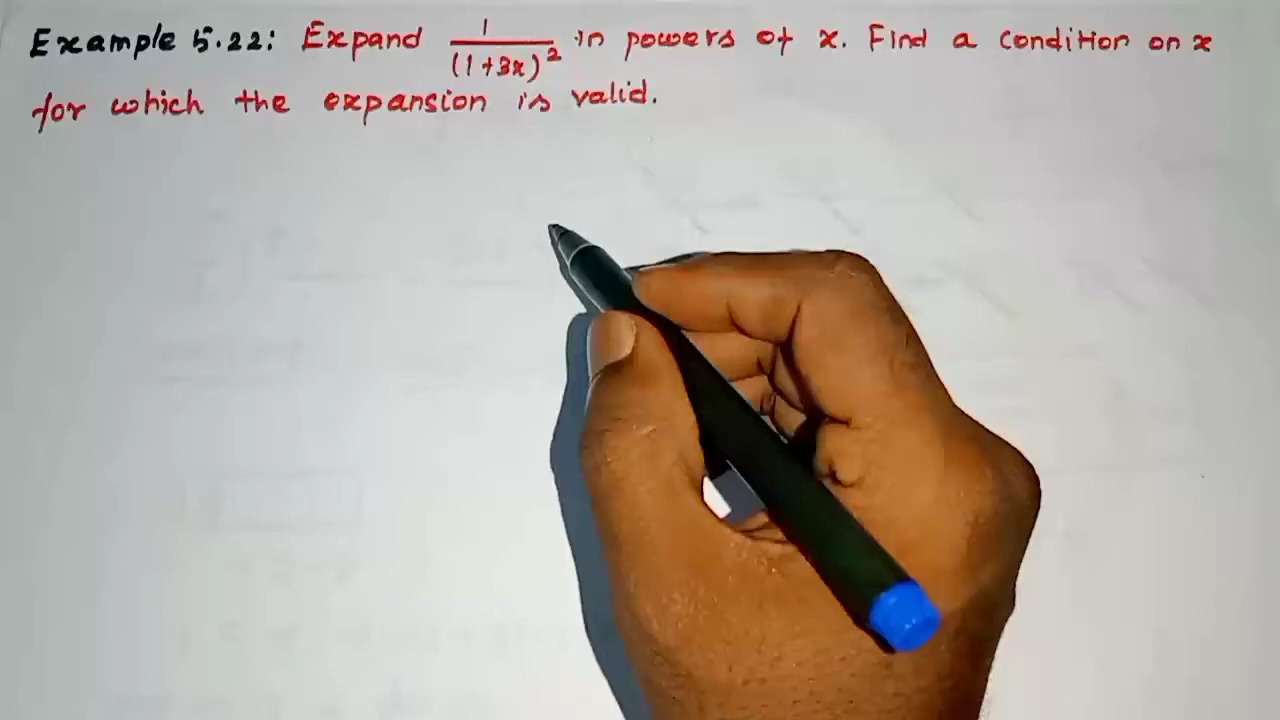 Example 5.22: Expand 1/(1+3x)² in powers of x. Find a condition on x
for which the expansion is valid.